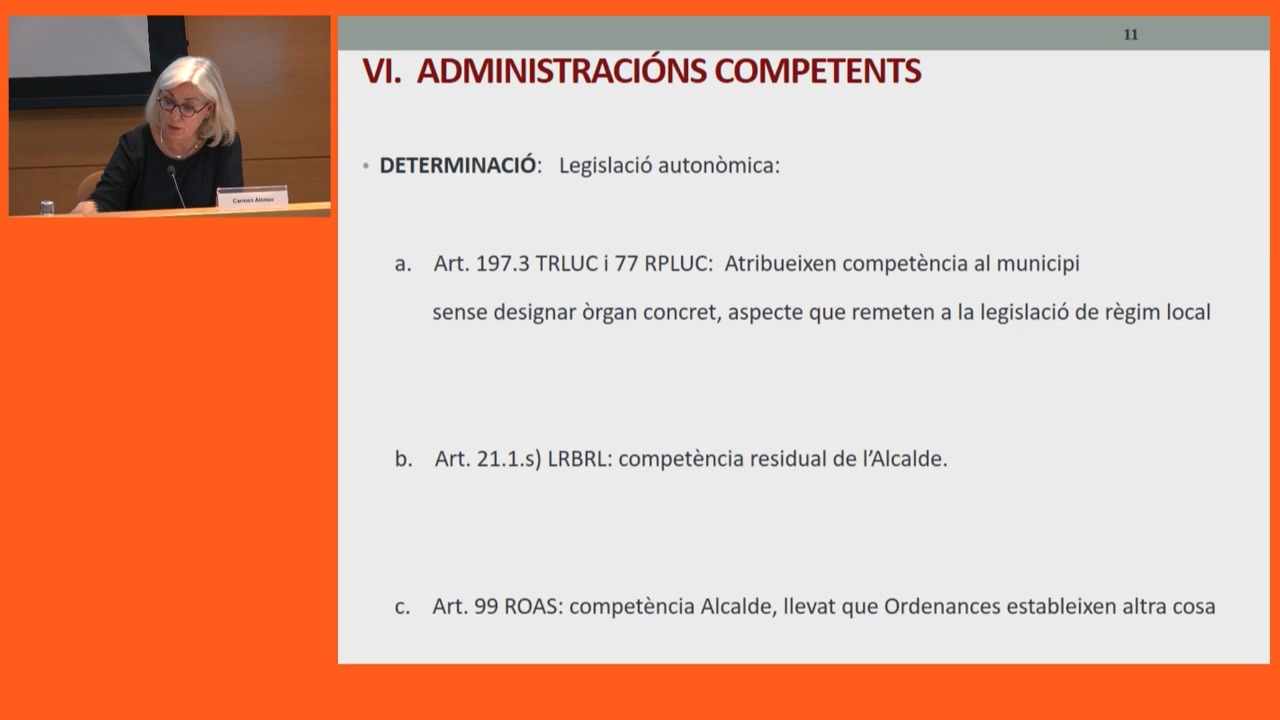 11
VI. ADMINISTRACIÓNS COMPETENTS
• DETERMINACIÓ: Legislació autonòmica:
a. Art. 197.3 TRLUC i 77 RPLUC: Atribueixen competència al municipi
sense designar òrgan concret, aspecte que remeten a la legislació de règim local
b. Art. 21.1.s) LRBRL: competència residual de l’Alcalde.
c. Art. 99 ROAS: competència Alcalde, llevat que Ordenances estableixen altra cosa
Carmen Alonso